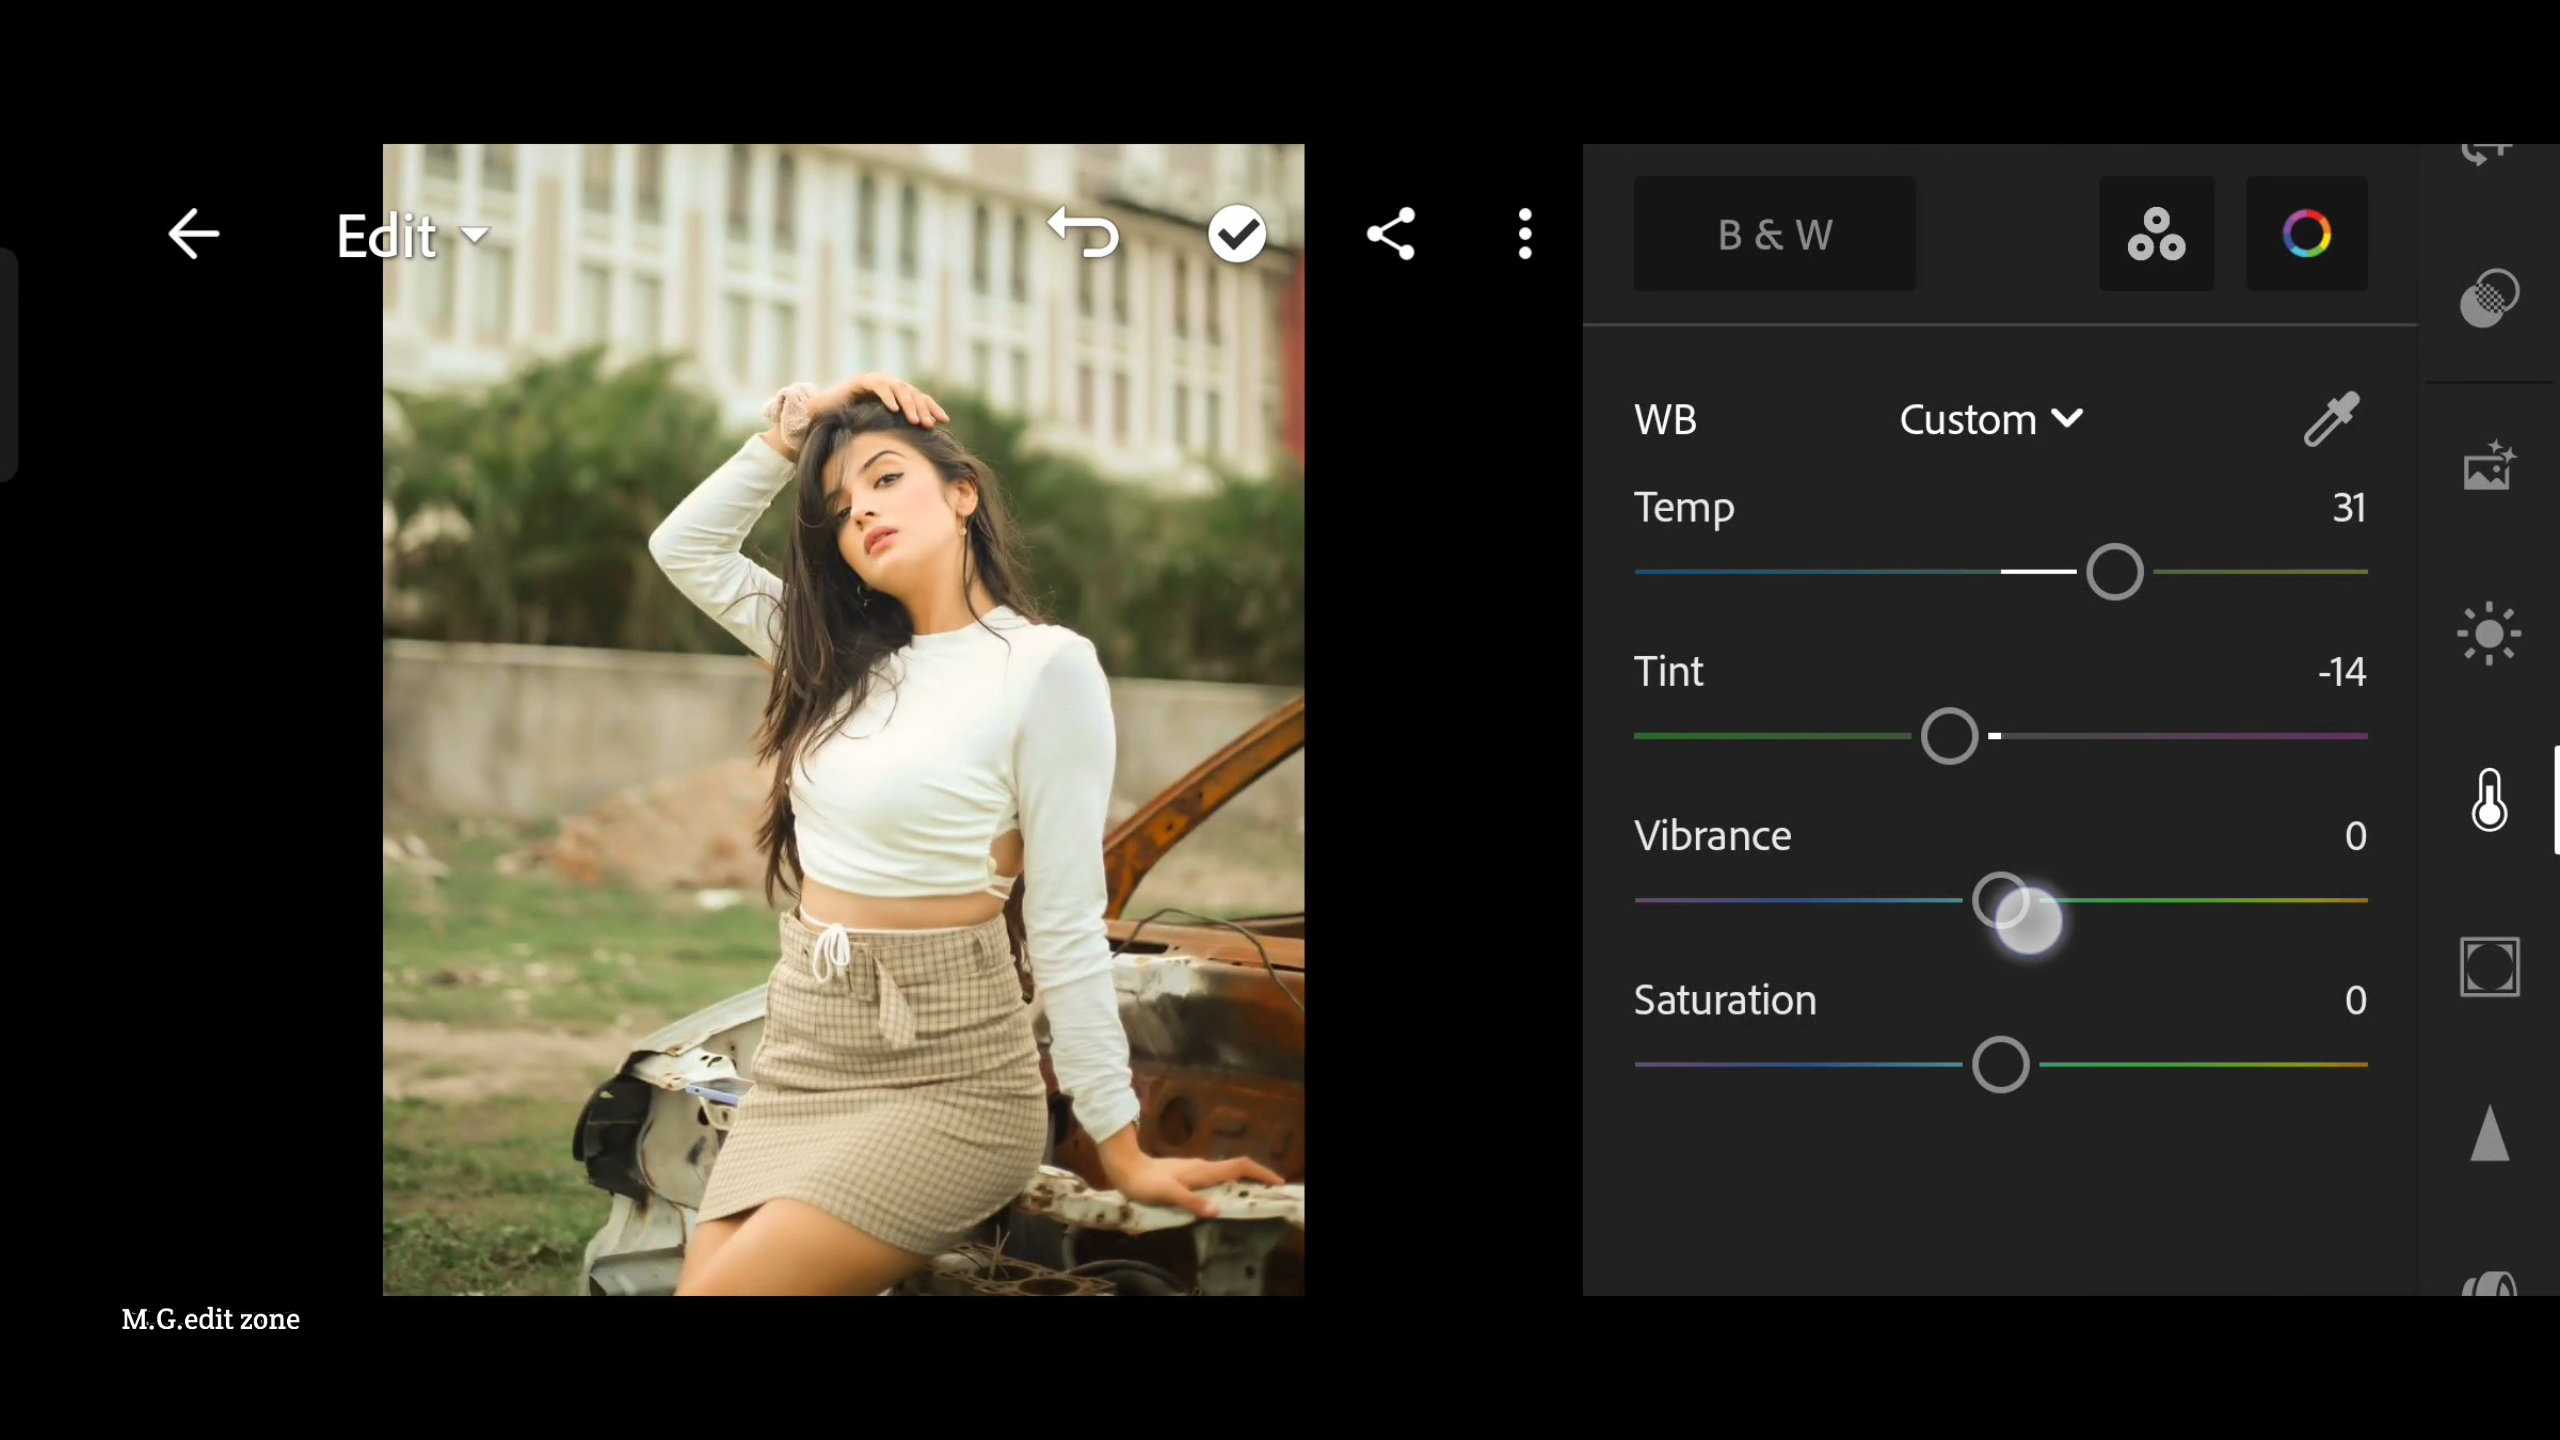 Edit
B & W
WB Custom
Temp 31
Tint -14
Vibrance 0
Saturation 0
M.G.edit zone